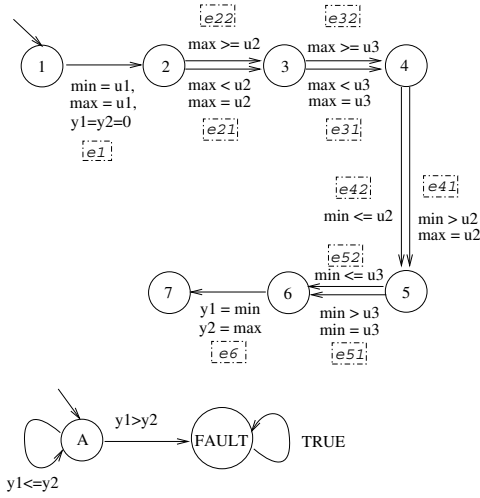 e22
e32
max >= u2
max >= u3
1
2
3
4
min = u1,
max = u1,
y1=y2=0
max < u2
max = u2
max < u3
max = u3
e1
e21
e31
e42
e41
min <= u2
min > u2
max = u2
e52
min <= u3
7
6
5
y1 = min
y2 = max
min > u3
min = u3
e6
e51
A
y1>y2
FAULT
TRUE
y1<=y2